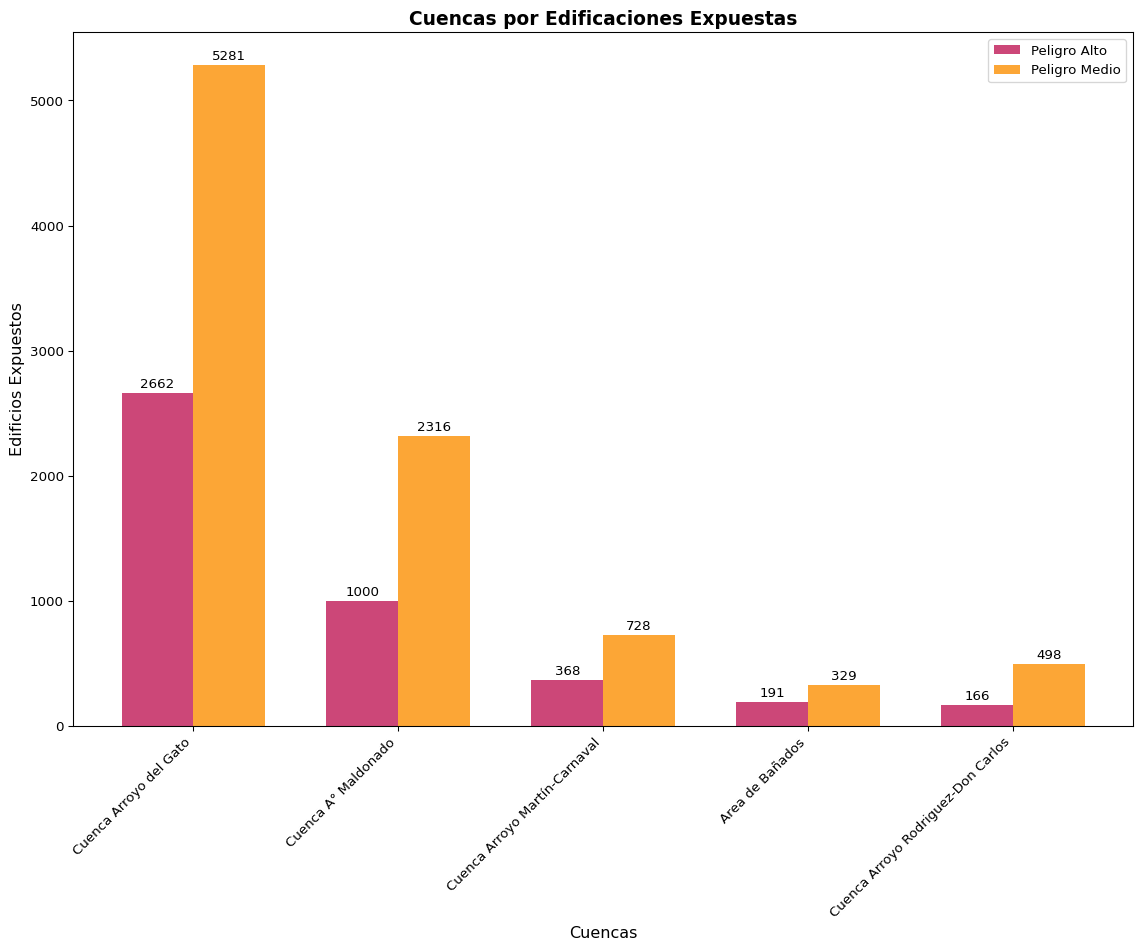 Cuencas por Edificaciones Expuestas
Peligro Alto
Peligro Medio
Edificios Expuestos
5000
4000
3000
2000
1000
0
2662
5281
1000
2316
368
728
191
329
166
498
Cuenca Arroyo del Gato
Cuenca A° Maldonado
Cuenca Arroyo Martín-Carnaval
Area de Bañados
Cuenca Arroyo Rodriguez-Don Carlos
Cuencas